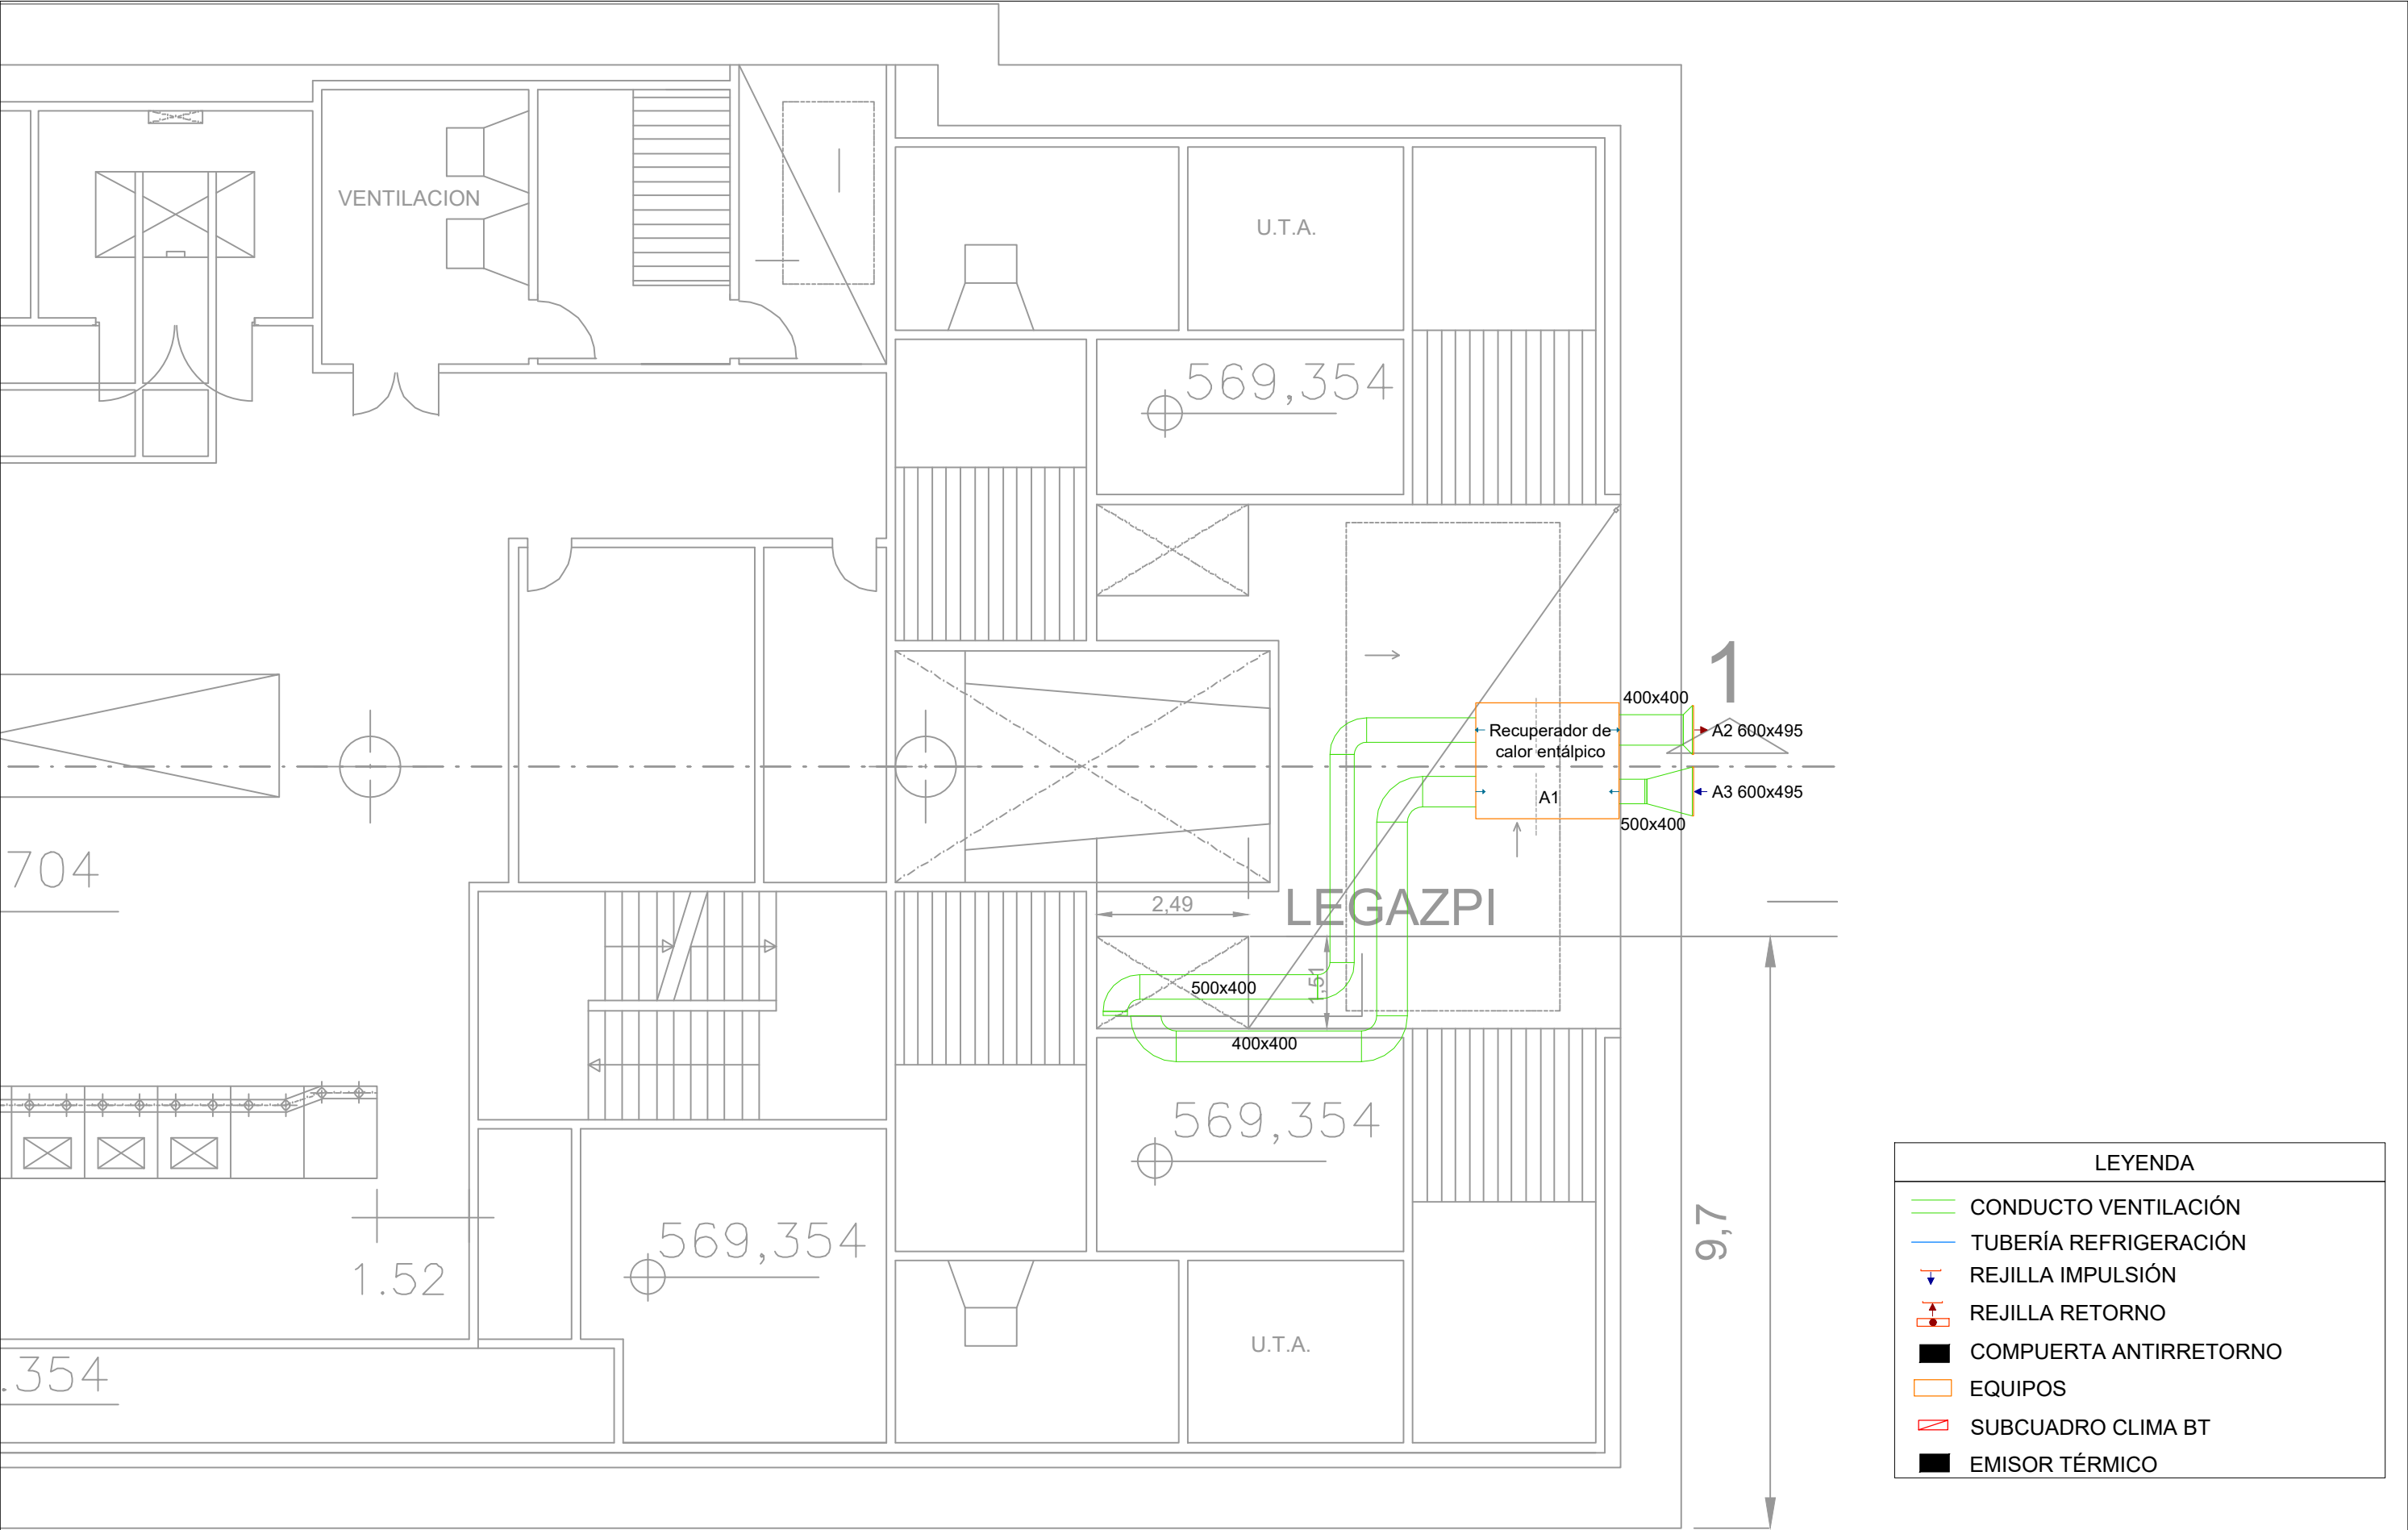 VENTILACION
U.T.A.
569,354
1
400x400
Recuperador de
calor entálpico
A2 600x495
A1
A3 600x495
500x400
704
2,49
LEGAZPI
1,51
500x400
400x400
569,354
569,354
1.52
9,7
U.T.A.
.354
LEYENDA
CONDUCTO VENTILACIÓN
TUBERÍA REFRIGERACIÓN
REJILLA IMPULSIÓN
REJILLA RETORNO
COMPUERTA ANTIRRETORNO
EQUIPOS
SUBCUADRO CLIMA BT
EMISOR TÉRMICO